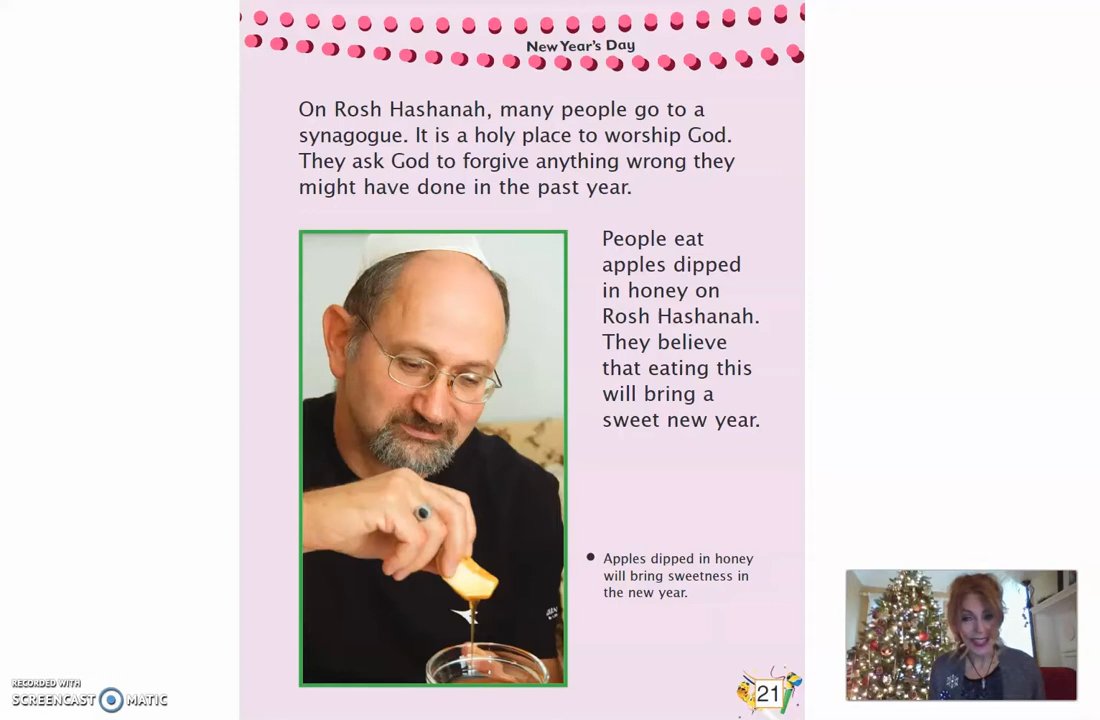 New Year's Day
On Rosh Hashanah, many people go to a
synagogue. It is a holy place to worship God.
They ask God to forgive anything wrong they
might have done in the past year.
People eat
apples dipped
in honey on
Rosh Hashanah.
They believe
that eating this
will bring a
sweet new year.
Apples dipped in honey
will bring sweetness in
the new year.
21
RECORDED WITH
SCREENCAST MATIC